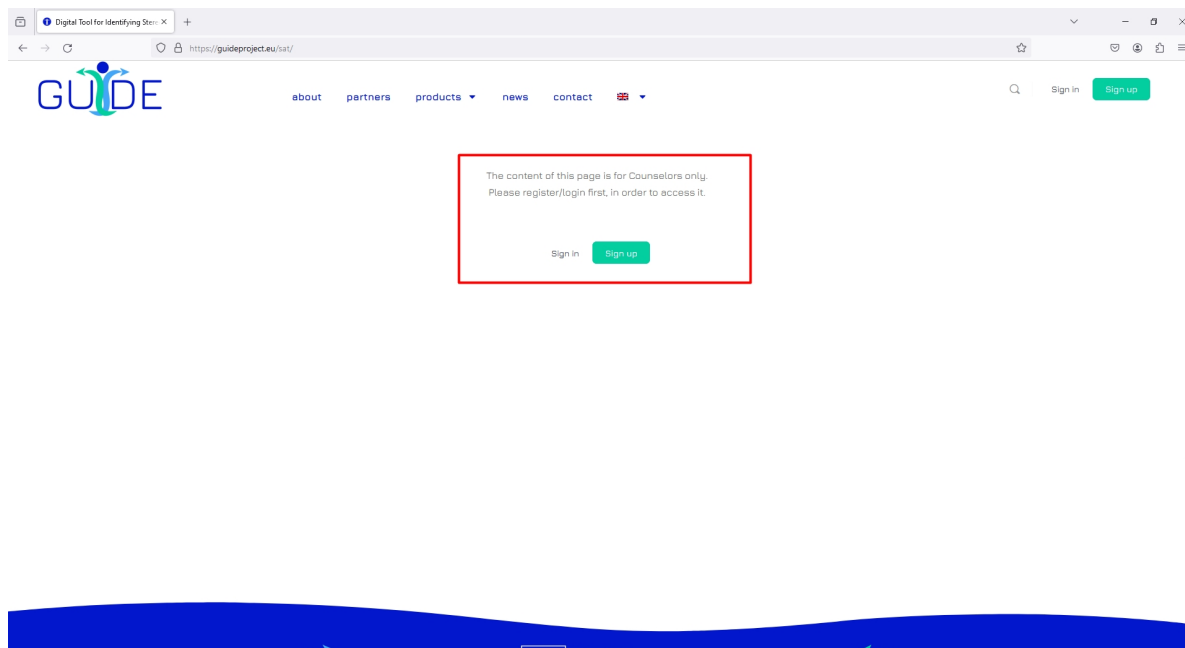 Digital Tool for Identifying Stere
https://guideproject.eu/sat/
GUIDE
about partners products news contact
Sign in Sign up
The content of this page is for Counselors only.
Please register/login first, in order to access it.
Sign in Sign up